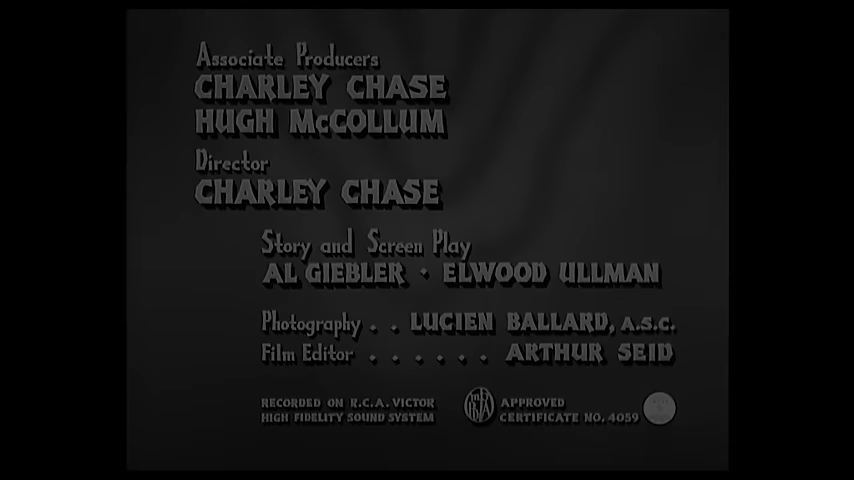 Associate Producers
CHARLEY CHASE
HUGH McCOLLUM
Director
CHARLEY CHASE
Story and Screen Play
AL GIEBLER · ELWOOD ULLMAN
Photography . . LUCIEN BALLARD, A.S.C.
Film Editor . . . . . . ARTHUR SEID
RECORDED ON R.C.A. VICTOR
HIGH FIDELITY SOUND SYSTEM
APPROVED
CERTIFICATE NO. 4059